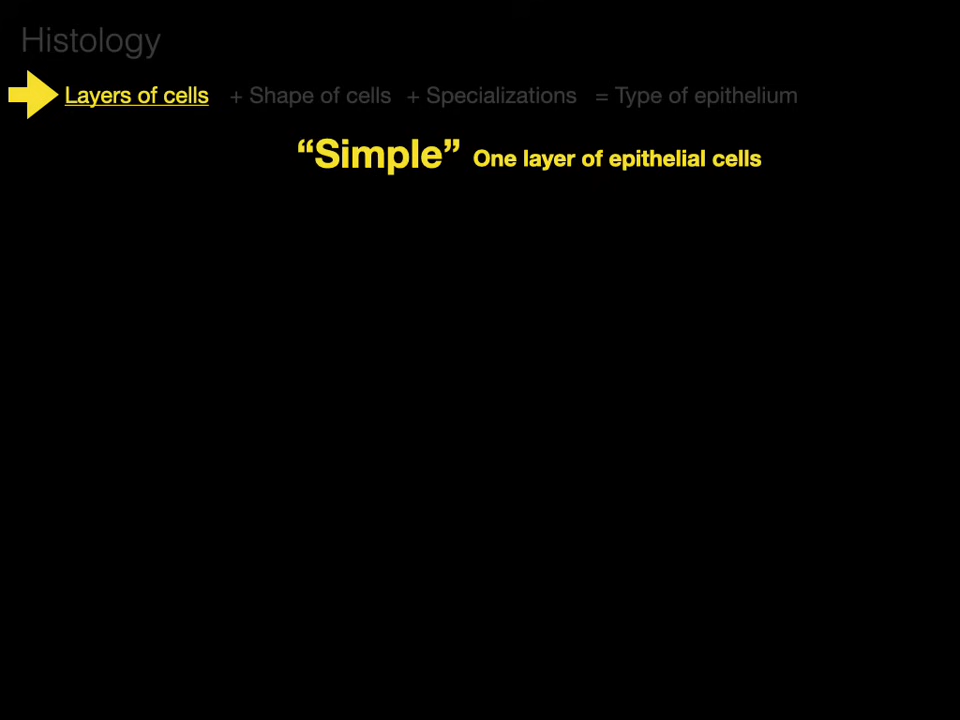 Histology
Layers of cells + Shape of cells + Specializations = Type of epithelium
“Simple” One layer of epithelial cells